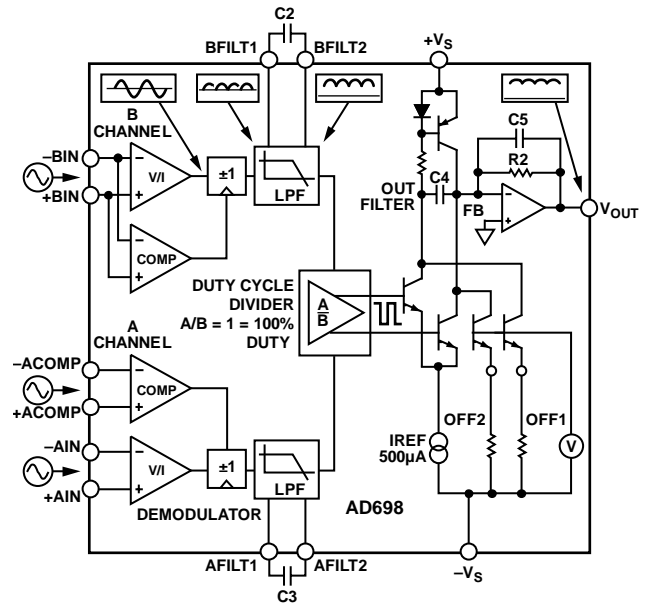 C2
BFILT1
BFILT2
+VS
B
CHANNEL
–BIN
+BIN
V/I
±1
LPF
COMP
C5
R2
C4
OUT
FILTER
FB
VOUT
DUTY CYCLE
DIVIDER
A/B = 1 = 100%
DUTY
A
B
A
CHANNEL
–ACOMP
+ACOMP
COMP
–AIN
+AIN
V/I
±1
LPF
DEMODULATOR
IREF
500µA
OFF2
OFF1
V
AD698
AFILT1
AFILT2
C3
–VS